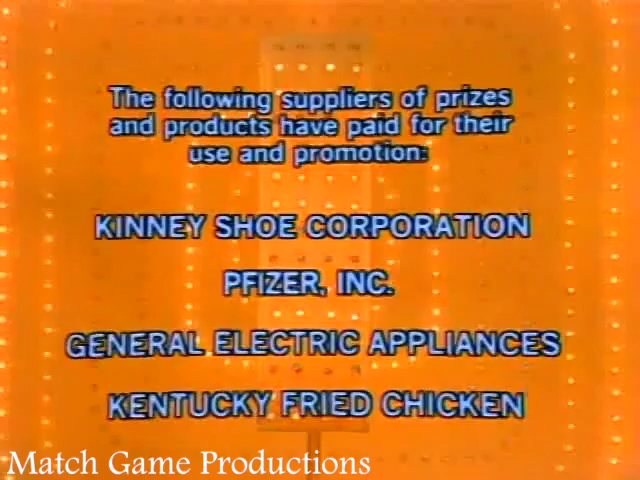 The following suppliers of prizes
and products have paid for their
use and promotion:
KINNEY SHOE CORPORATION
PFIZER, INC.
GENERAL ELECTRIC APPLIANCES
KENTUCKY FRIED CHICKEN
Match Game Productions